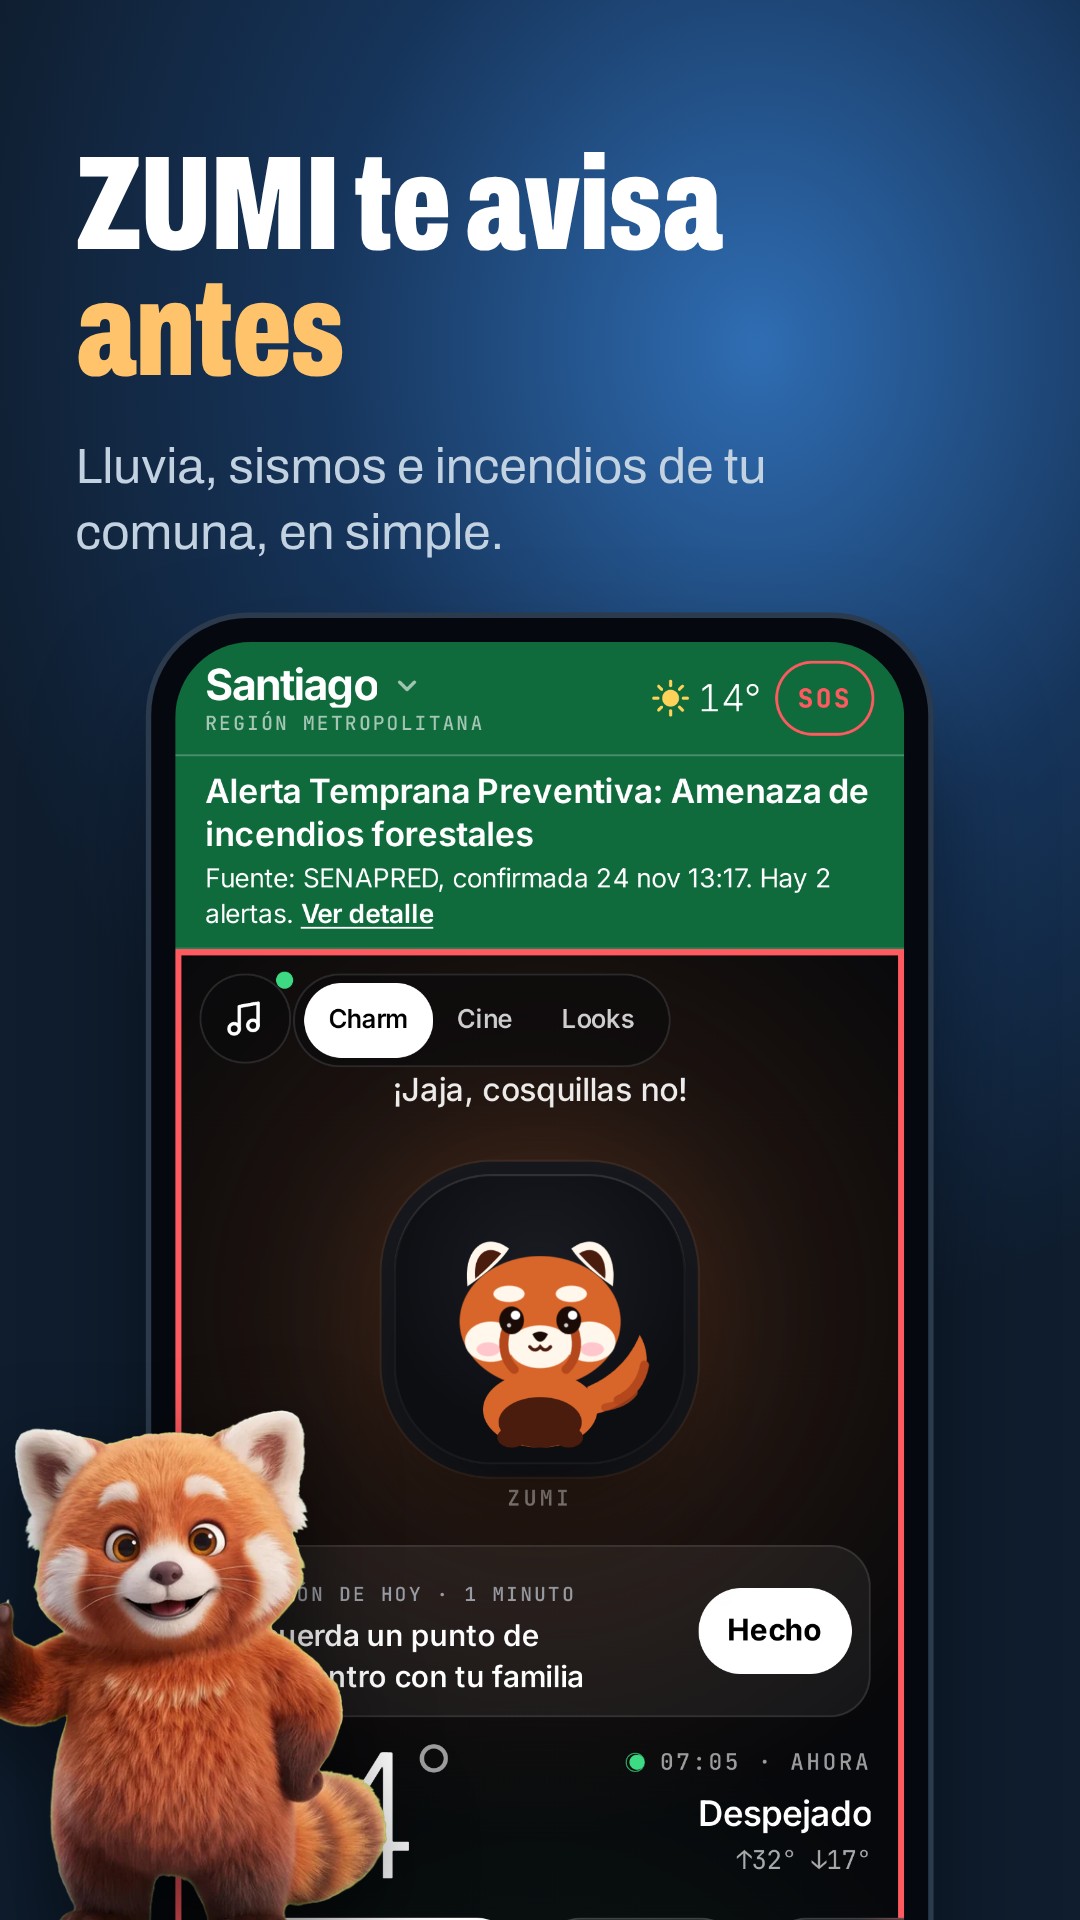 ZUMI te avisa
antes
Lluvia, sismos e incendios de tu
comuna, en simple.
Santiago
14°
SOS
REGIÓN METROPOLITANA
Alerta Temprana Preventiva: Amenaza de
incendios forestales
Fuente: SENAPRED, confirmada 24 nov 13:17. Hay 2
alertas. Ver detalle
Charm
Cine
Looks
¡Jaja, cosquillas no!
ZUMI
DE HOY · 1 MINUTO
un punto de
con tu familia
Hecho
4°
07:05 · AHORA
Despejado
↑32° ↓17°